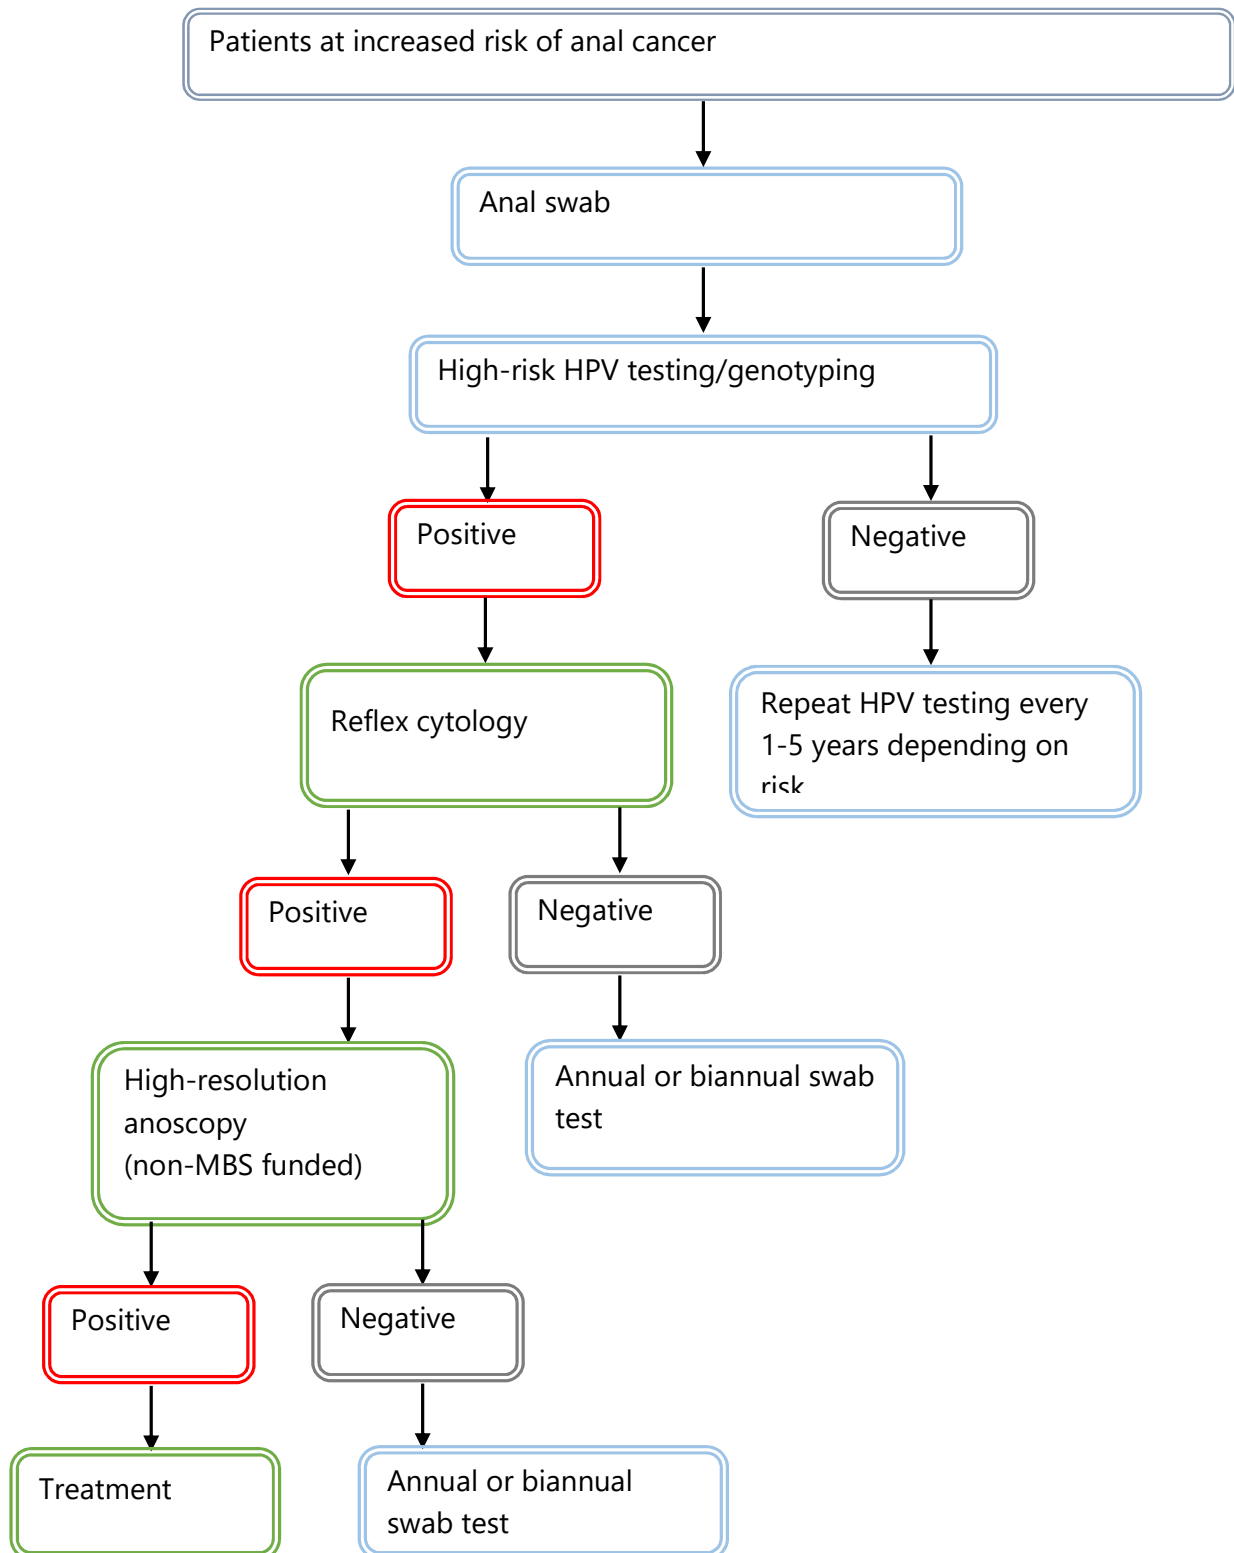 Patients at increased risk of anal cancer
Anal swab
High-risk HPV testing/genotyping
Positive
Negative
Reflex cytology
Repeat HPV testing every
1-5 years depending on
risk
Positive
Negative
High-resolution
anoscopy
(non-MBS funded)
Annual or biannual swab
test
Positive
Negative
Treatment
Annual or biannual
swab test